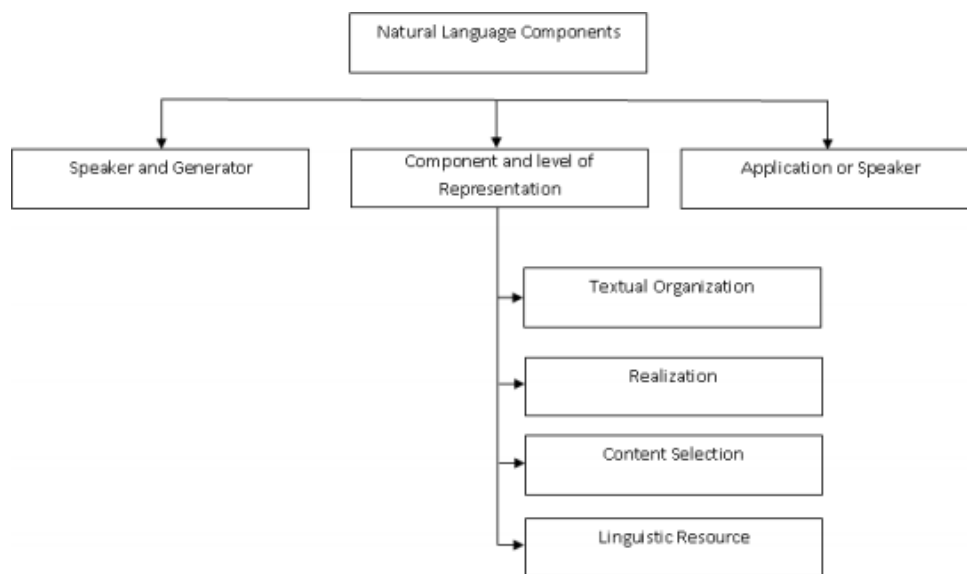 Natural Language Components
Speaker and Generator
Component and level of
Representation
Application or Speaker
Textual Organization
Realization
Content Selection
Linguistic Resource